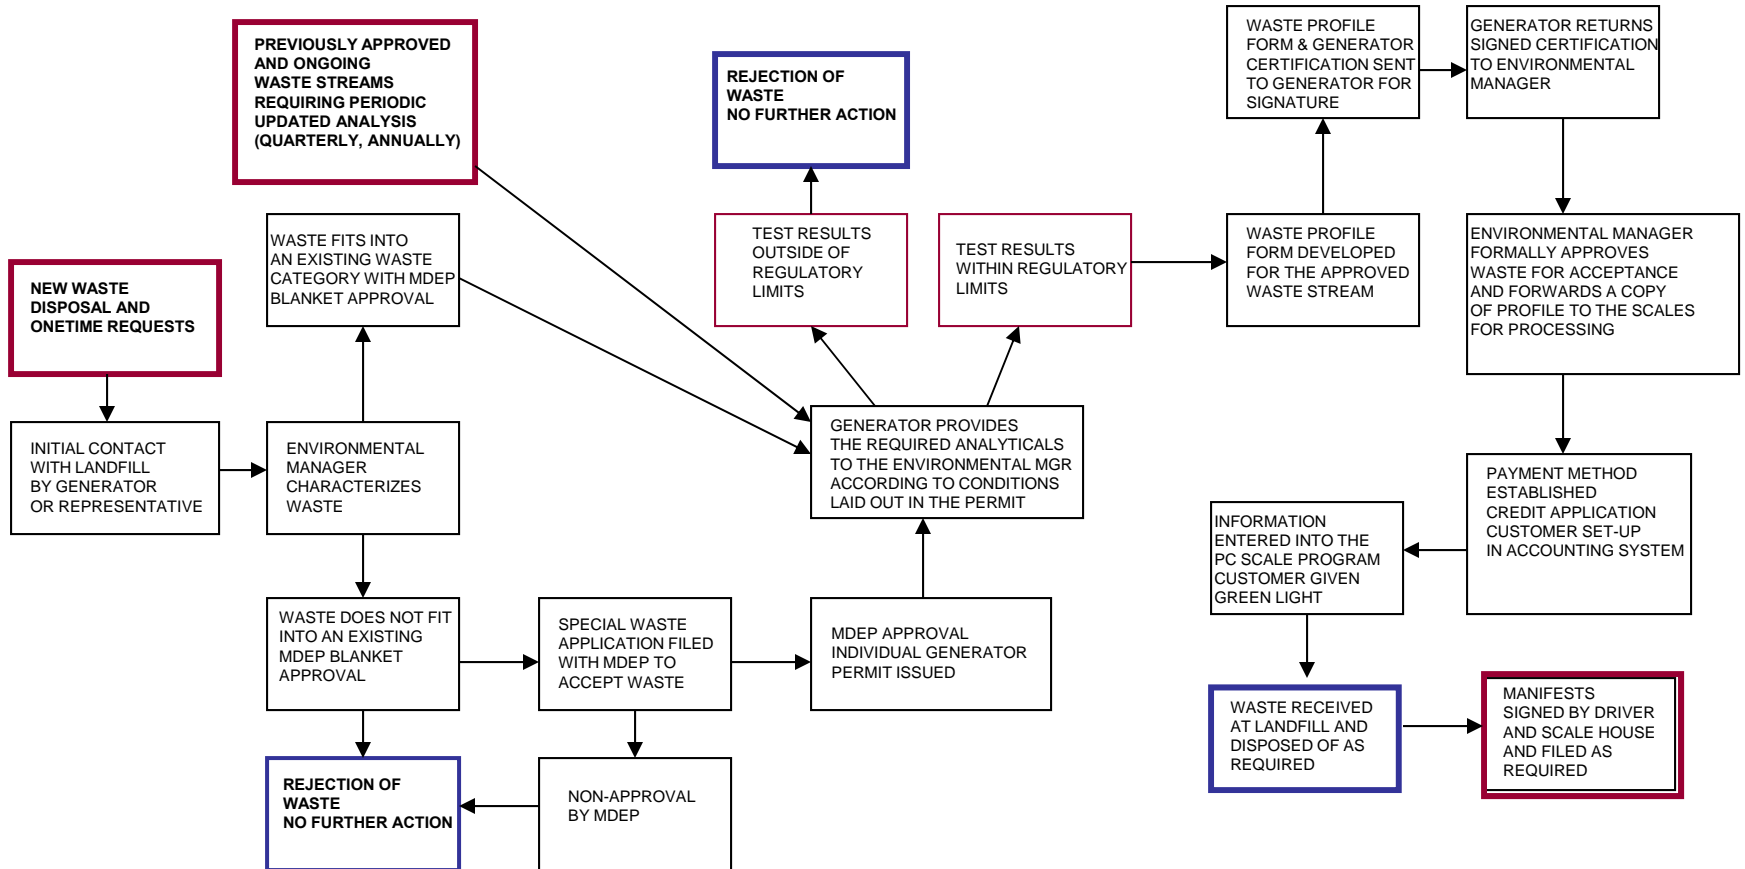 PREVIOUSLY APPROVED
AND ONGOING
WASTE STREAMS
REQUIRING PERIODIC
UPDATED ANALYSIS
(QUARTERLY, ANNUALLY)
REJECTION OF
WASTE
NO FURTHER ACTION
WASTE PROFILE
FORM & GENERATOR
CERTIFICATION SENT
TO GENERATOR FOR
SIGNATURE
GENERATOR RETURNS
SIGNED CERTIFICATION
TO ENVIRONMENTAL
MANAGER
NEW WASTE
DISPOSAL AND
ONETIME REQUESTS
WASTE FITS INTO
AN EXISTING WASTE
CATEGORY WITH MDEP
BLANKET APPROVAL
TEST RESULTS
OUTSIDE OF
REGULATORY
LIMITS
TEST RESULTS
WITHIN REGULATORY
LIMITS
WASTE PROFILE
FORM DEVELOPED
FOR THE APPROVED
WASTE STREAM
ENVIRONMENTAL MANAGER
FORMALLY APPROVES
WASTE FOR ACCEPTANCE
AND FORWARDS A COPY
OF PROFILE TO THE SCALES
FOR PROCESSING
INITIAL CONTACT
WITH LANDFILL
BY GENERATOR
OR REPRESENTATIVE
ENVIRONMENTAL
MANAGER
CHARACTERIZES
WASTE
GENERATOR PROVIDES
THE REQUIRED ANALYTICALS
TO THE ENVIRONMENTAL MGR
ACCORDING TO CONDITIONS
LAID OUT IN THE PERMIT
PAYMENT METHOD
ESTABLISHED
CREDIT APPLICATION
CUSTOMER SET-UP
IN ACCOUNTING SYSTEM
INFORMATION
ENTERED INTO THE
PC SCALE PROGRAM
CUSTOMER GIVEN
GREEN LIGHT
WASTE DOES NOT FIT
INTO AN EXISTING
MDEP BLANKET
APPROVAL
SPECIAL WASTE
APPLICATION FILED
WITH MDEP TO
ACCEPT WASTE
MDEP APPROVAL
INDIVIDUAL GENERATOR
PERMIT ISSUED
WASTE RECEIVED
AT LANDFILL AND
DISPOSED OF AS
REQUIRED
MANIFESTS
SIGNED BY DRIVER
AND SCALE HOUSE
AND FILED AS
REQUIRED
REJECTION OF
WASTE
NO FURTHER ACTION
NON-APPROVAL
BY MDEP